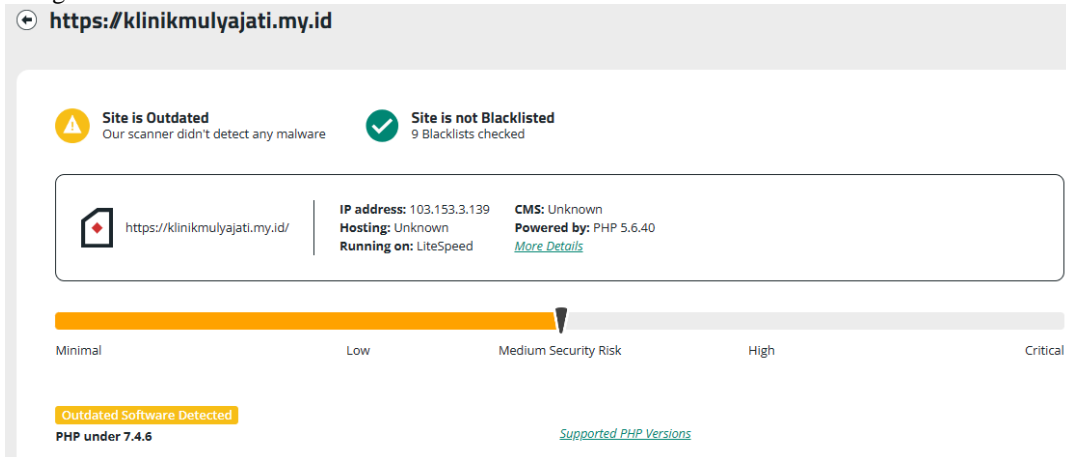 https://klinikmulyajati.my.id
Site is Outdated
Our scanner didn't detect any malware
Site is not Blacklisted
9 Blacklists checked
https://klinikmulyajati.my.id/
IP address: 103.153.3.139
Hosting: Unknown
Running on: LiteSpeed
CMS: Unknown
Powered by: PHP 5.6.40
More Details
Minimal
Low
Medium Security Risk
High
Critical
Outdated Software Detected
PHP under 7.4.6
Supported PHP Versions